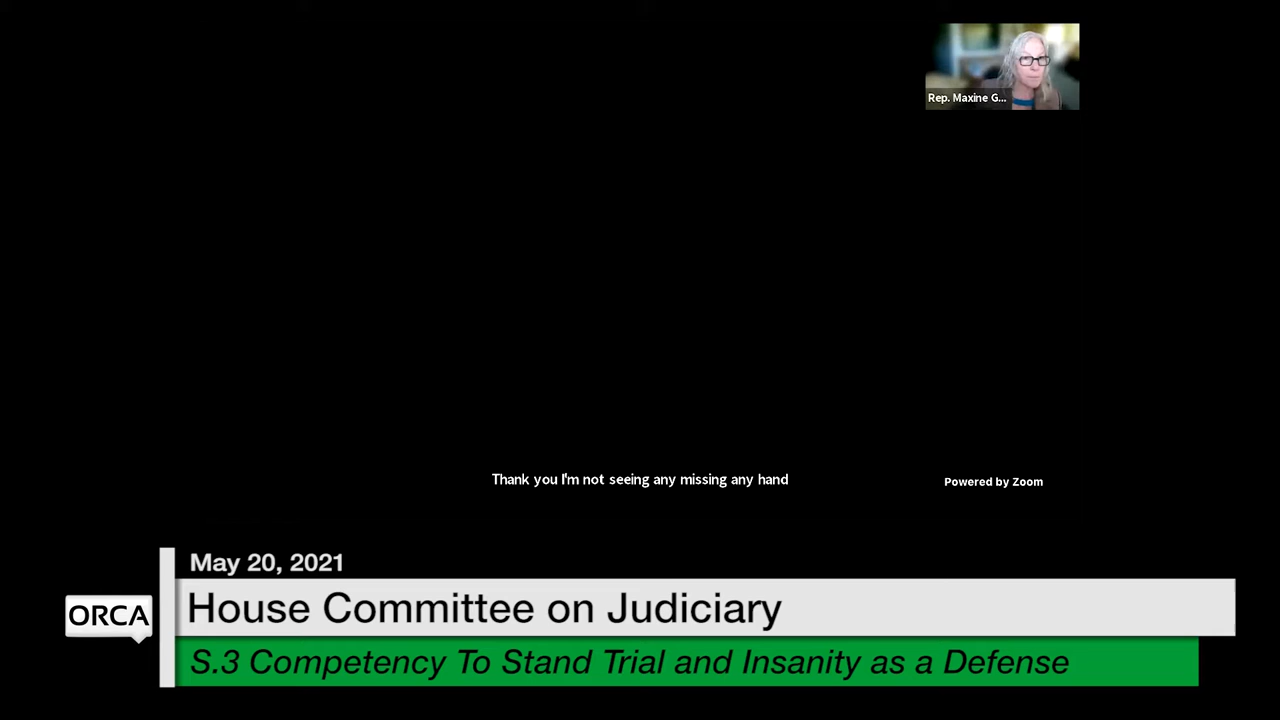 Rep. Maxine G...
Thank you I'm not seeing any missing any hand
Powered by Zoom
May 20, 2021
ORCA
House Committee on Judiciary
S.3 Competency To Stand Trial and Insanity as a Defense